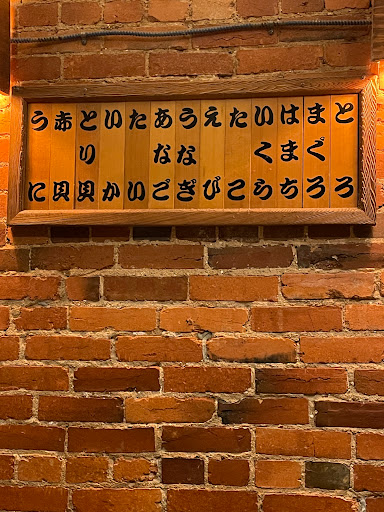 とろ
まぐろ
はまち
いくら
たこ
えび
うなぎ
あなご
たい
いか
とり貝
赤貝
うに